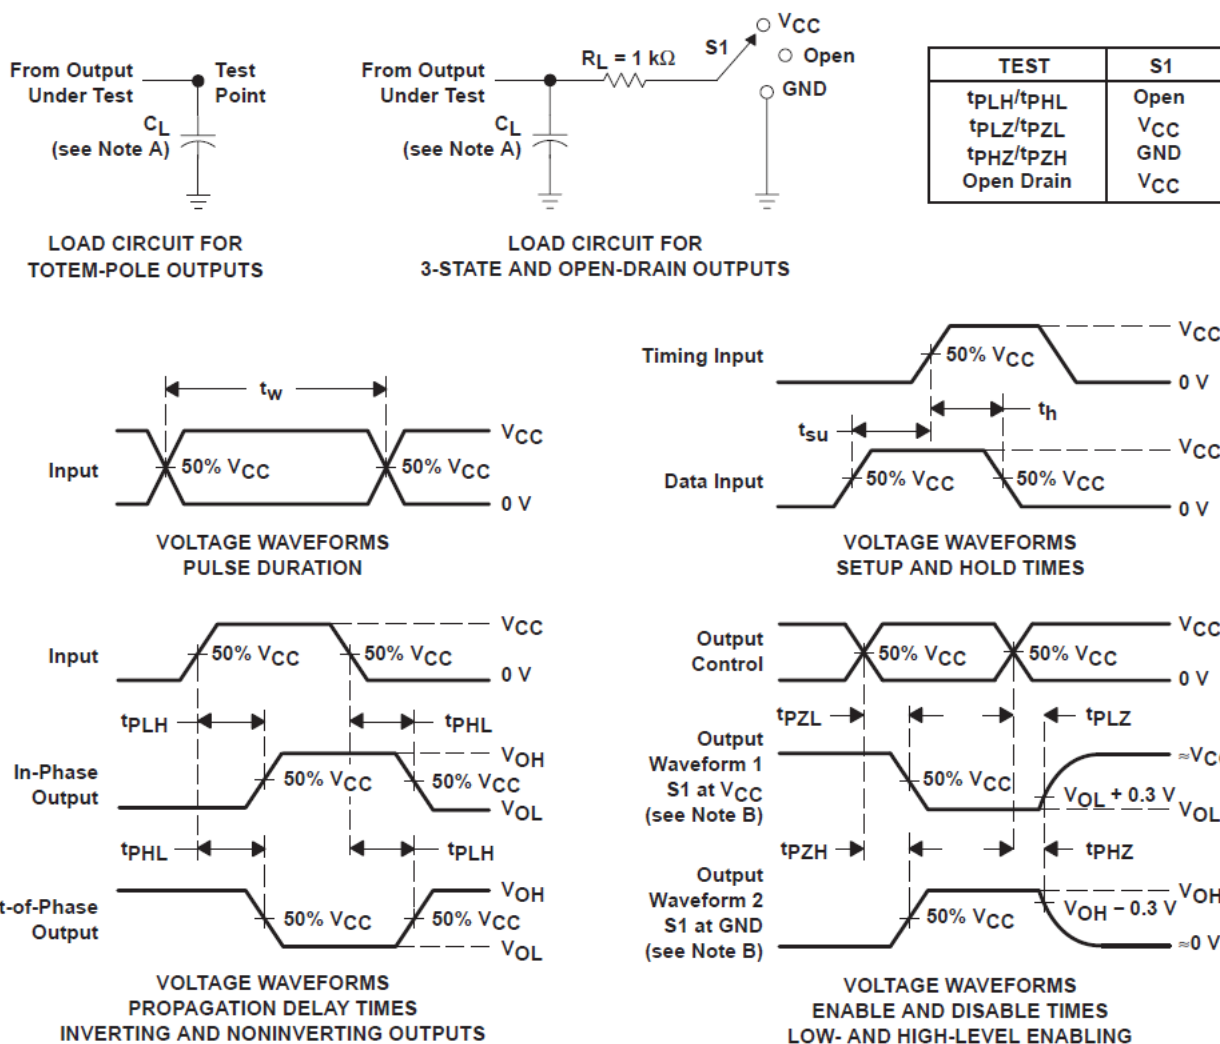 From Output
Under Test
Test
Point
CL
(see Note A)
LOAD CIRCUIT FOR
TOTEM-POLE OUTPUTS
From Output
Under Test
RL = 1 kΩ
S1
VCC
Open
GND
CL
(see Note A)
LOAD CIRCUIT FOR
3-STATE AND OPEN-DRAIN OUTPUTS
TEST S1
tPLH/tPHL Open
tPLZ/tPZL VCC
tPHZ/tPZH GND
Open Drain VCC
tw
Input
50% VCC
50% VCC
VCC
0 V
VOLTAGE WAVEFORMS
PULSE DURATION
Timing Input
50% VCC
VCC
0 V
tsu
th
Data Input
50% VCC
50% VCC
VCC
0 V
VOLTAGE WAVEFORMS
SETUP AND HOLD TIMES
Input
50% VCC
50% VCC
VCC
0 V
tPLH
tPHL
In-Phase
Output
50% VCC
50% VCC
VOH
VOL
tPHL
tPLH
t-of-Phase
Output
50% VCC
50% VCC
VOH
VOL
VOLTAGE WAVEFORMS
PROPAGATION DELAY TIMES
INVERTING AND NONINVERTING OUTPUTS
Output
Control
50% VCC
50% VCC
VCC
0 V
tPZL
tPLZ
Output
Waveform 1
S1 at VCC
(see Note B)
50% VCC
VOL + 0.3 V
≈VCC
VOL
tPZH
tPHZ
Output
Waveform 2
S1 at GND
(see Note B)
50% VCC
VOH − 0.3 V
VOH
≈0 V
VOLTAGE WAVEFORMS
ENABLE AND DISABLE TIMES
LOW- AND HIGH-LEVEL ENABLING